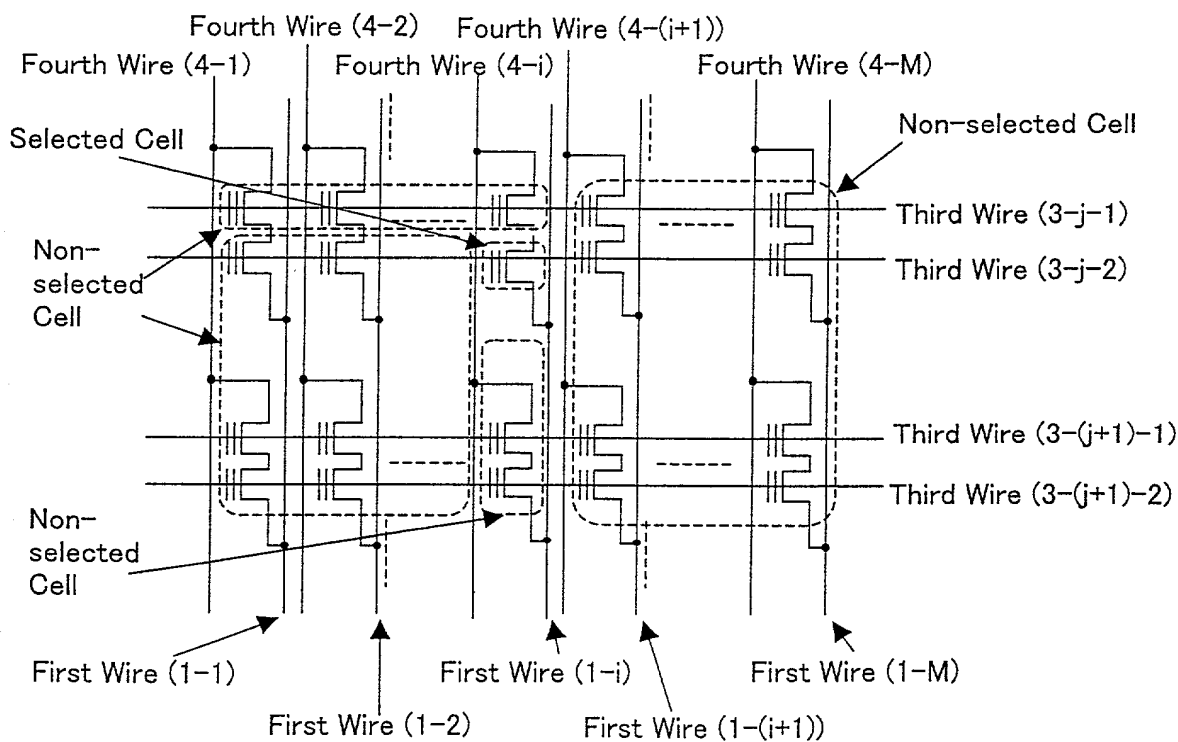 Fourth Wire (4-2)
Fourth Wire (4-(i+1))
Fourth Wire (4-1)
Fourth Wire (4-i)
Fourth Wire (4-M)
Selected Cell
Non-selected Cell
Third Wire (3-j-1)
Non-
selected
Cell
Third Wire (3-j-2)
Third Wire (3-(j+1)-1)
Third Wire (3-(j+1)-2)
Non-
selected
Cell
First Wire (1-1)
First Wire (1-i)
First Wire (1-M)
First Wire (1-2)
First Wire (1-(i+1))